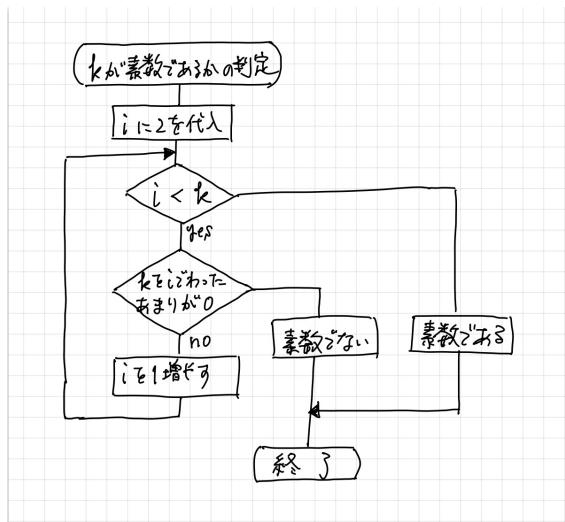 kが素数であるかの判定
iに2を代入
i < k
yes
kをiでわった
あまりが0
no
素数でない
素数である
iを1増やす
終了